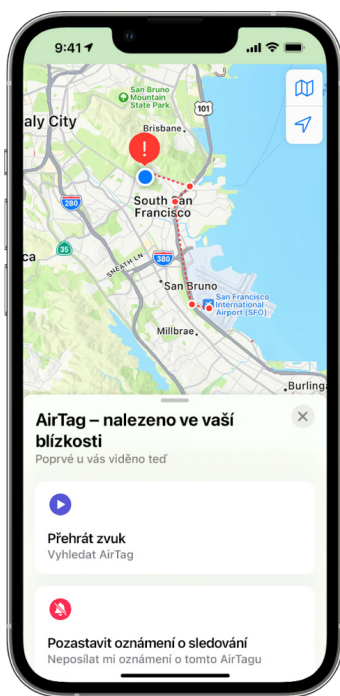 9:41
San Bruno
Mountain
State Park
101
aly City
Brisbane
South San
Francisco
280
35
ca
SNEATH LN
380
San Bruno
San Francisco
International
Airport (SFO)
Millbrae
Burlinga
AirTag – nalezeno ve vaší
blízkosti
Poprvé u vás viděno teď
Přehrát zvuk
Vyhledat AirTag
Pozastavit oznámení o sledování
Neposílat mi oznámení o tomto AirTagu